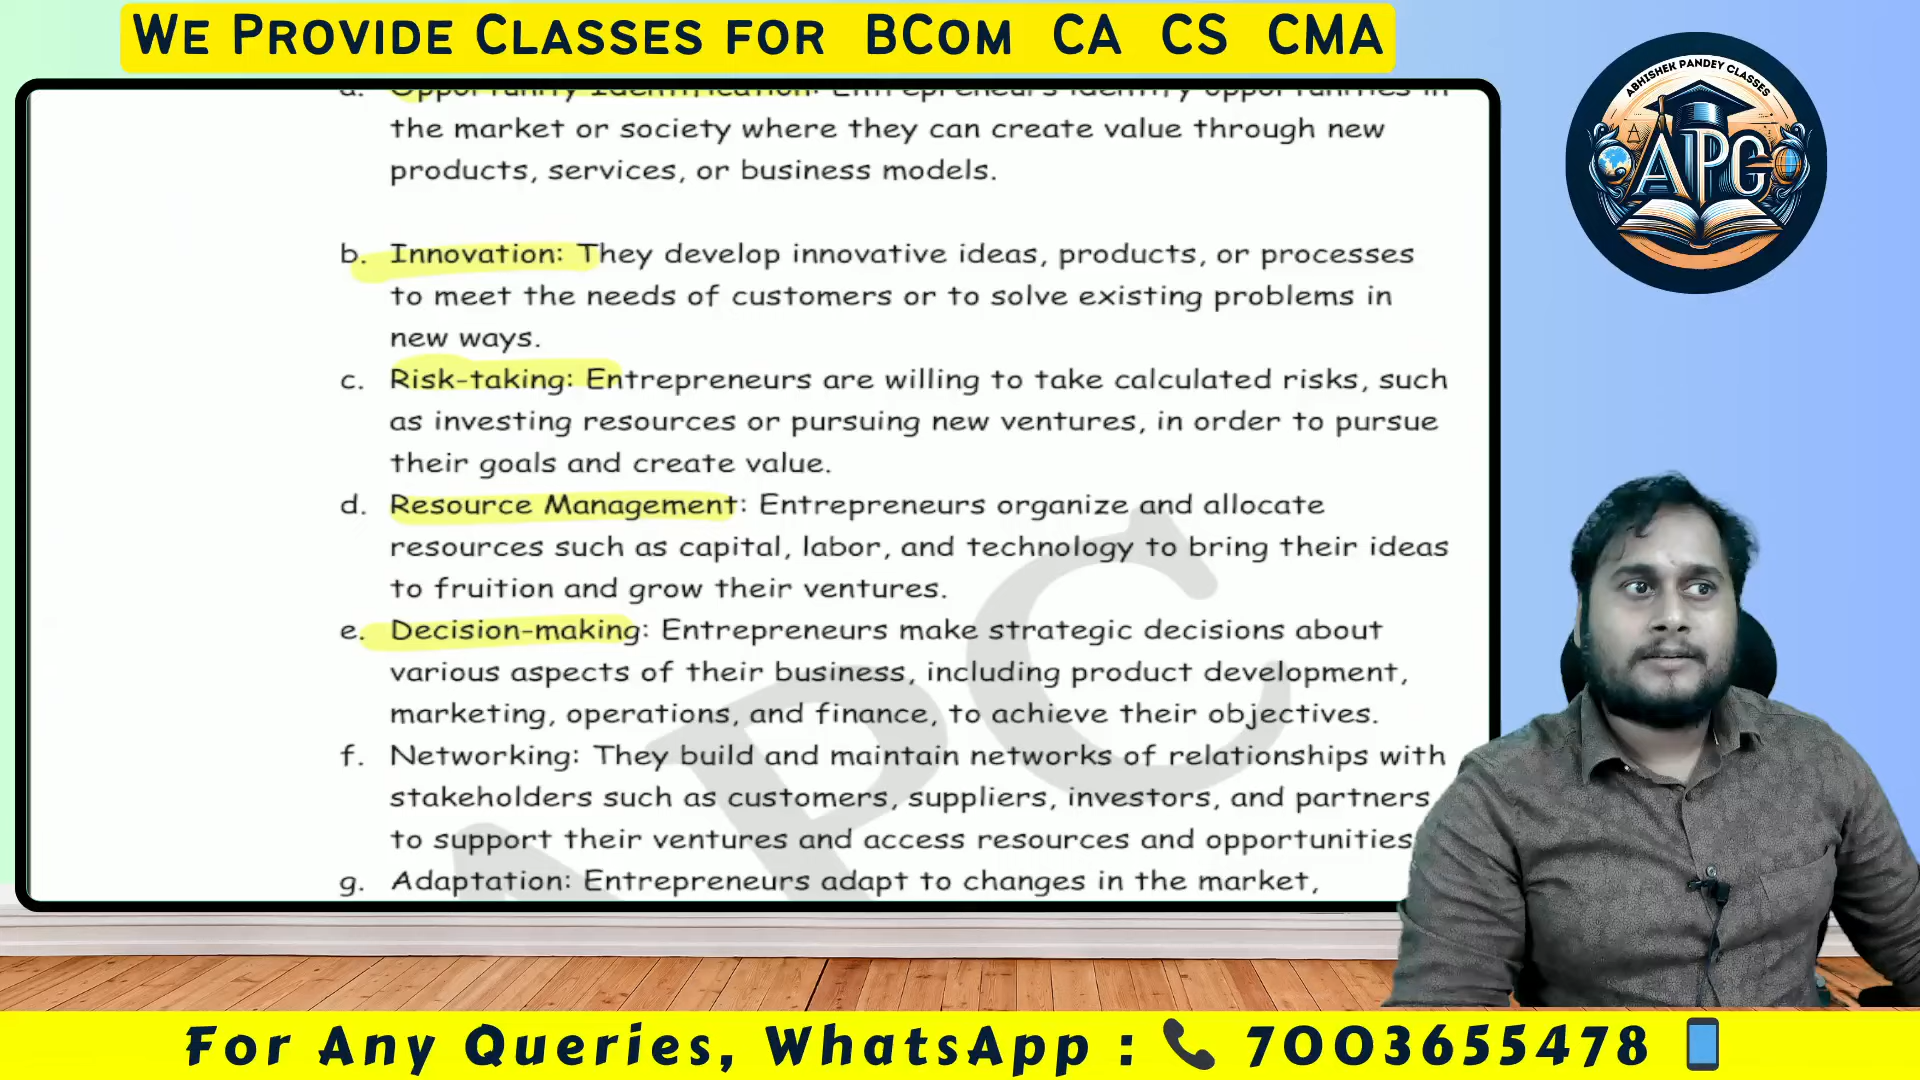 WE PROVIDE CLASSES FOR BCOM CA CS CMA
ABHISHEK PANDEY CLASSES
APC
a. Opportunity Identification: Entrepreneurs identify opportunities in
the market or society where they can create value through new
products, services, or business models.
b. Innovation: They develop innovative ideas, products, or processes
to meet the needs of customers or to solve existing problems in
new ways.
c. Risk-taking: Entrepreneurs are willing to take calculated risks, such
as investing resources or pursuing new ventures, in order to pursue
their goals and create value.
d. Resource Management: Entrepreneurs organize and allocate
resources such as capital, labor, and technology to bring their ideas
to fruition and grow their ventures.
e. Decision-making: Entrepreneurs make strategic decisions about
various aspects of their business, including product development,
marketing, operations, and finance, to achieve their objectives.
f. Networking: They build and maintain networks of relationships with
stakeholders such as customers, suppliers, investors, and partners
to support their ventures and access resources and opportunities
g. Adaptation: Entrepreneurs adapt to changes in the market,
APC
For Any Queries, WhatsApp : 7003655478